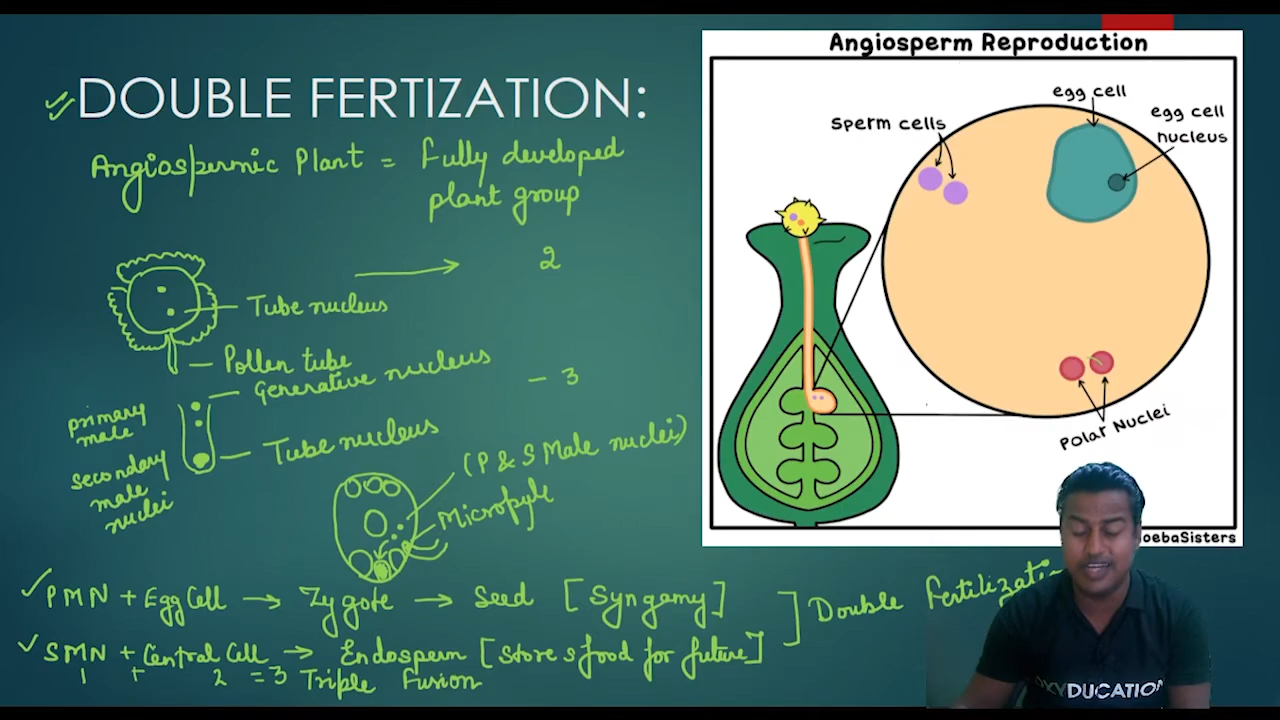 DOUBLE FERTIZATION:
Angiospermic Plant = Fully developed
plant group
2
Tube nucleus
Pollen tube
Generative nucleus
- 3
primary
male
Tube nucleus
secondary
male
nuclei
(P & S Male nuclei)
Micropyle
PMN + Egg Cell → Zygote → Seed [Syngamy]
SMN + Central Cell → Endosperm [Stores food for future]
1 + 2 = 3 Triple Fusion
] Double Fertilizati
Angiosperm Reproduction
egg cell
Sperm cells
egg cell
nucleus
Polar Nuclei
oebaSisters
OXYDUCATION